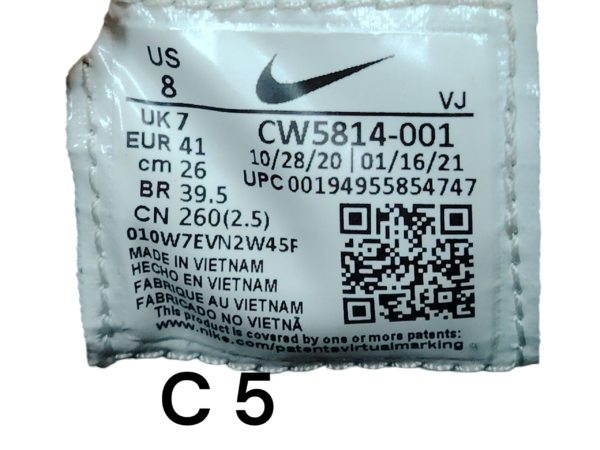 US
8
VJ
UK 7
EUR 41
cm 26
BR 39.5
CN 260(2.5)
CW5814-001
10/28/20 | 01/16/21
UPC 00194955854747
010W7EVN2W45F
MADE IN VIETNAM
HECHO EN VIETNAM
FABRIQUE AU VIETNAM
FABRICADO NO VIETNÃ
This product is covered by one or more patents:
www.nike.com/patentsvirtualmarking
C 5